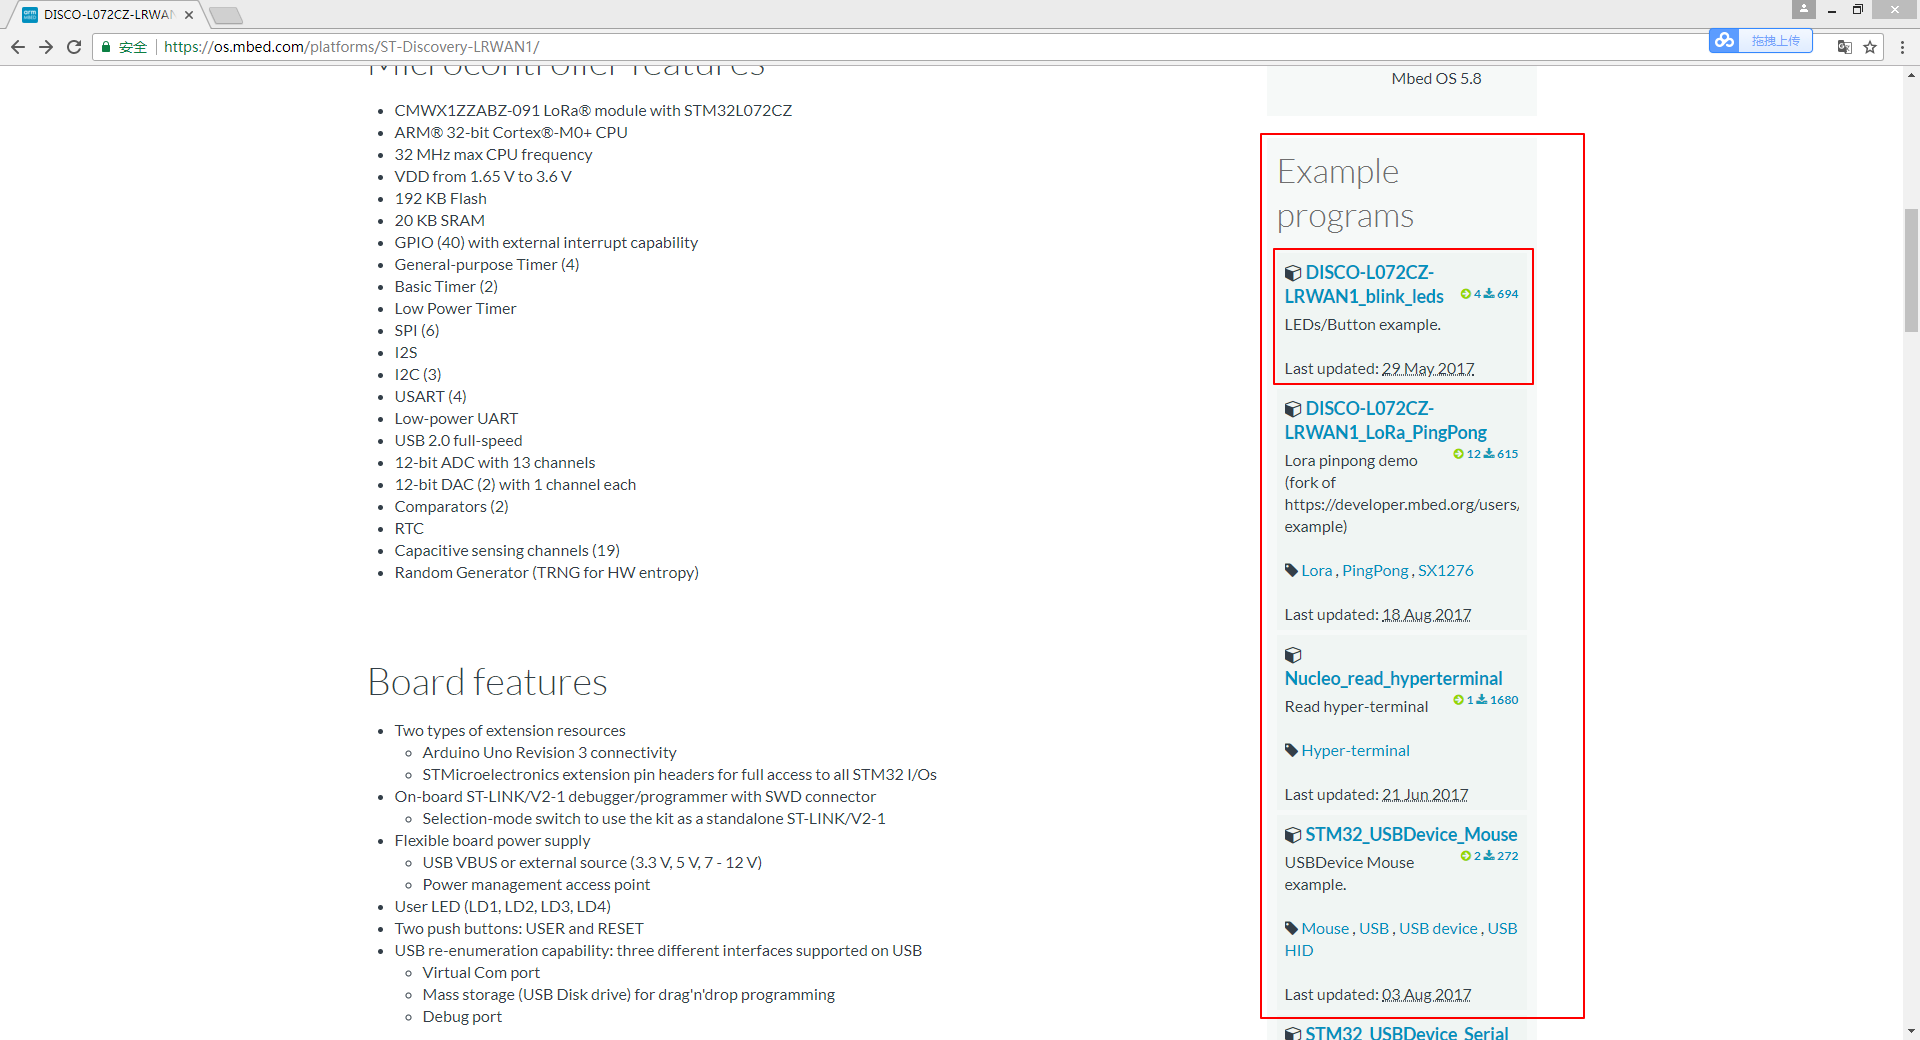 DISCO-L072CZ-LRWAN
安全
https://os.mbed.com/platforms/ST-Discovery-LRWAN1/
拖拽上传
Microcontroller features
CMWX1ZZABZ-091 LoRa® module with STM32L072CZ
ARM® 32-bit Cortex®-M0+ CPU
32 MHz max CPU frequency
VDD from 1.65 V to 3.6 V
192 KB Flash
20 KB SRAM
GPIO (40) with external interrupt capability
General-purpose Timer (4)
Basic Timer (2)
Low Power Timer
SPI (6)
I2S
I2C (3)
USART (4)
Low-power UART
USB 2.0 full-speed
12-bit ADC with 13 channels
12-bit DAC (2) with 1 channel each
Comparators (2)
RTC
Capacitive sensing channels (19)
Random Generator (TRNG for HW entropy)
Board features
Two types of extension resources
Arduino Uno Revision 3 connectivity
STMicroelectronics extension pin headers for full access to all STM32 I/Os
On-board ST-LINK/V2-1 debugger/programmer with SWD connector
Selection-mode switch to use the kit as a standalone ST-LINK/V2-1
Flexible board power supply
USB VBUS or external source (3.3 V, 5 V, 7 - 12 V)
Power management access point
User LED (LD1, LD2, LD3, LD4)
Two push buttons: USER and RESET
USB re-enumeration capability: three different interfaces supported on USB
Virtual Com port
Mass storage (USB Disk drive) for drag'n'drop programming
Debug port
Mbed OS 5.8
Example
programs
DISCO-L072CZ-
LRWAN1_blink_leds 4 694
LEDs/Button example.
Last updated: 29 May 2017
DISCO-L072CZ-
LRWAN1_LoRa_PingPong
12 615
Lora pinpong demo
(fork of
https://developer.mbed.org/users/
example)
Lora , PingPong , SX1276
Last updated: 18 Aug 2017
Nucleo_read_hyperterminal
1 1680
Read hyper-terminal
Hyper-terminal
Last updated: 21 Jun 2017
STM32_USBDevice_Mouse
2 272
USBDevice Mouse
example.
Mouse , USB , USB device , USB
HID
Last updated: 03 Aug 2017
STM32_USBDevice_Serial